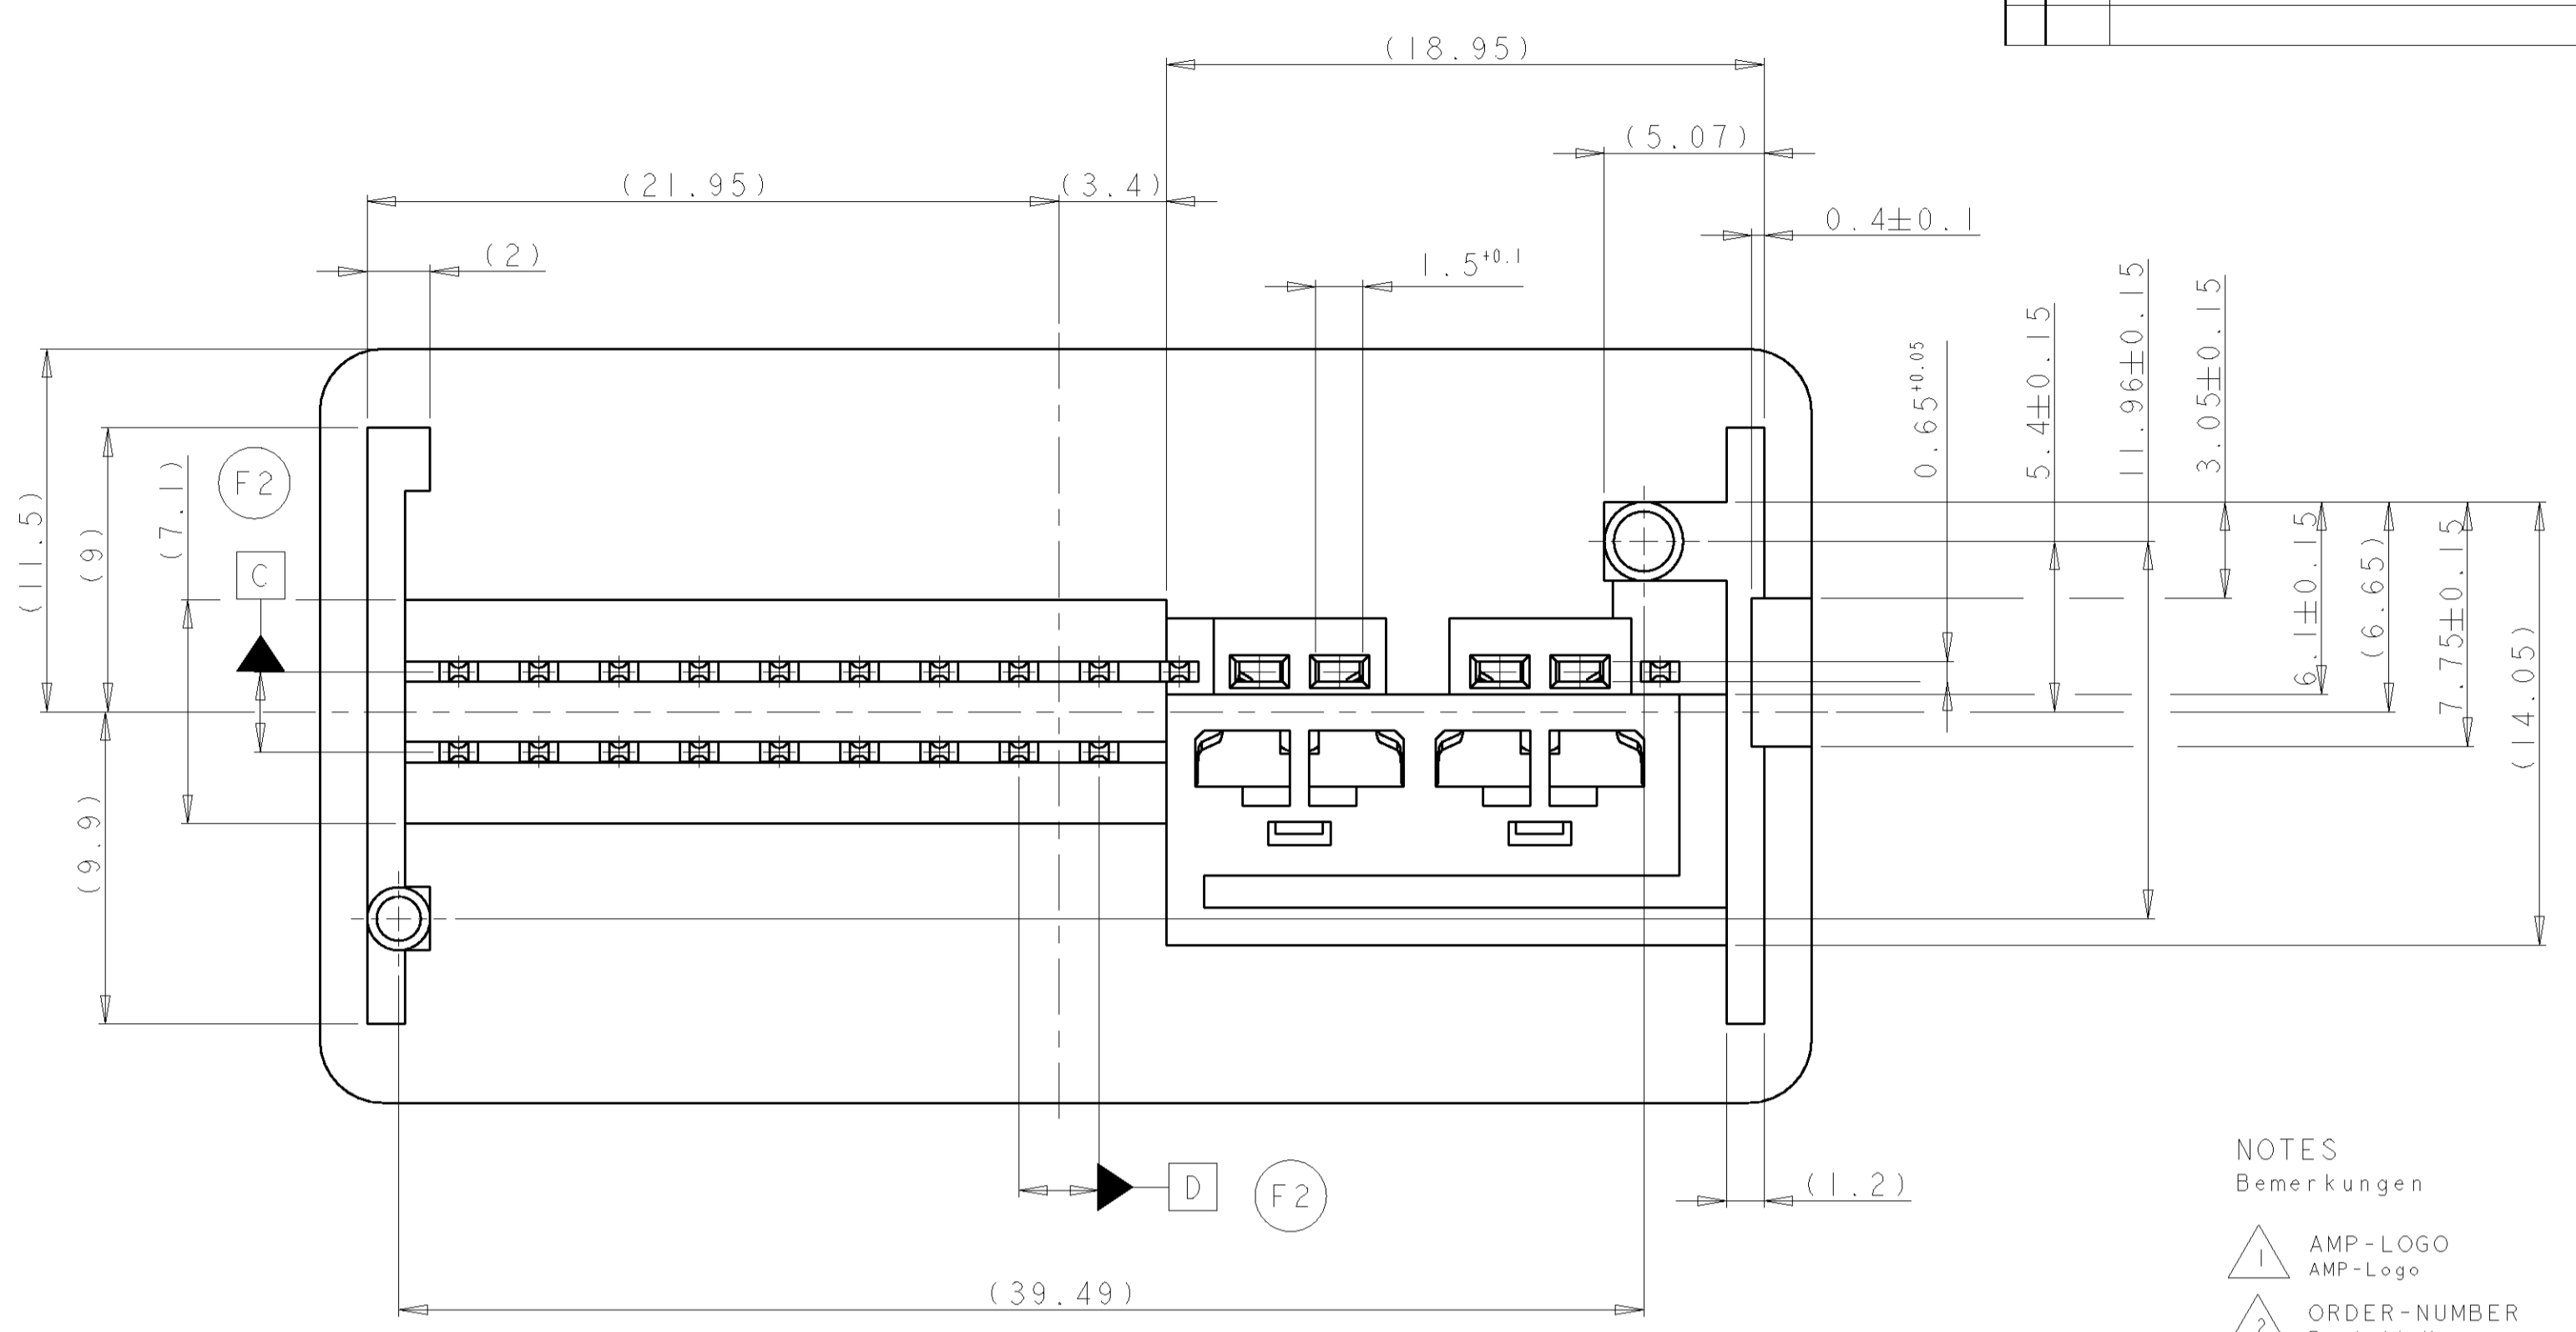 (18.95)
(5.07)
(21.95)
(3.4)
0.4±0.1
(2)
1.5+0.1
0.65+0.05
5.4±0.15
11.96±0.15
3.05±0.15
(11.5)
(9)
(7.1)
F2
C
6.1±0.15
(6.65)
7.75±0.15
(14.05)
(9.9)
D
F2
(1.2)
(39.49)
NOTES
Bemerkungen
1 AMP-LOGO
AMP-Logo
2 ORDER-NUMBER